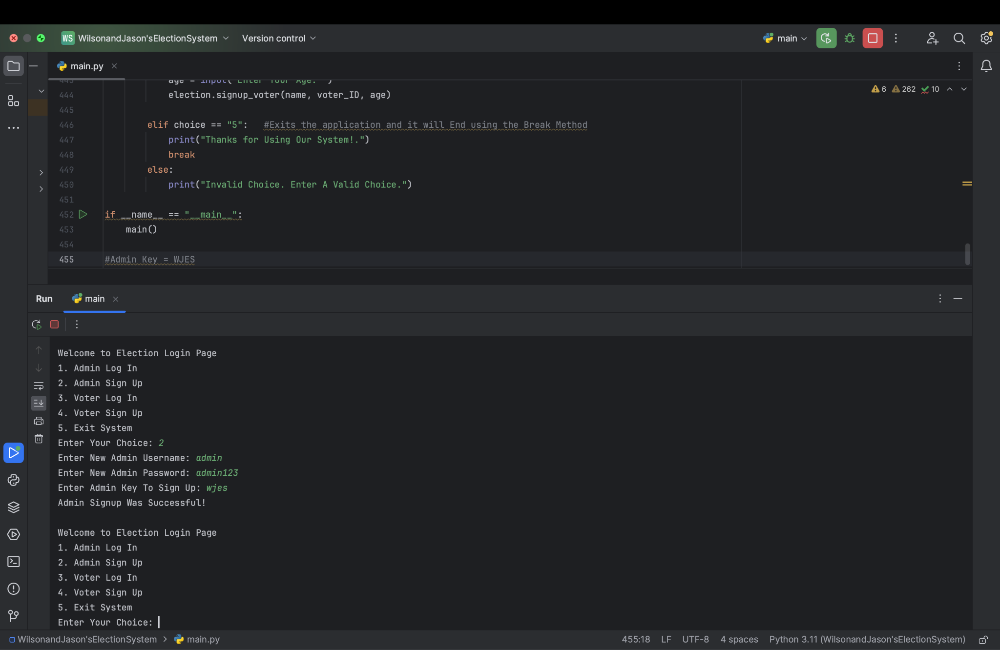 WS WilsonandJason'sElectionSystem Version control main
main.py
443 age = input("Enter Your Age: ")
444 election.signup_voter(name, voter_ID, age)
6 262 10
445
446 elif choice == "5": #Exits the application and it will End using the Break Method
447 print("Thanks for Using Our System!.")
448 break
449 else:
450 print("Invalid Choice. Enter A Valid Choice.")
451
452 if __name__ == "__main__":
453 main()
454
455 #Admin Key = WJES
Run main
Welcome to Election Login Page
1. Admin Log In
2. Admin Sign Up
3. Voter Log In
4. Voter Sign Up
5. Exit System
Enter Your Choice: 2
Enter New Admin Username: admin
Enter New Admin Password: admin123
Enter Admin Key To Sign Up: wjes
Admin Signup Was Successful!
Welcome to Election Login Page
1. Admin Log In
2. Admin Sign Up
3. Voter Log In
4. Voter Sign Up
5. Exit System
Enter Your Choice:
WilsonandJason'sElectionSystem > main.py 455:18 LF UTF-8 4 spaces Python 3.11 (WilsonandJason'sElectionSystem)